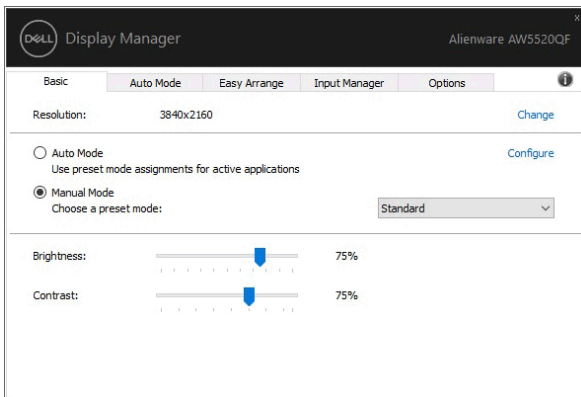 DELL Display Manager
Alienware AW5520QF
x
Basic Auto Mode Easy Arrange Input Manager Options i
Resolution: 3840x2160 Change
Auto Mode Configure
Use preset mode assignments for active applications
Manual Mode
Choose a preset mode: Standard
Brightness: 75%
Contrast: 75%